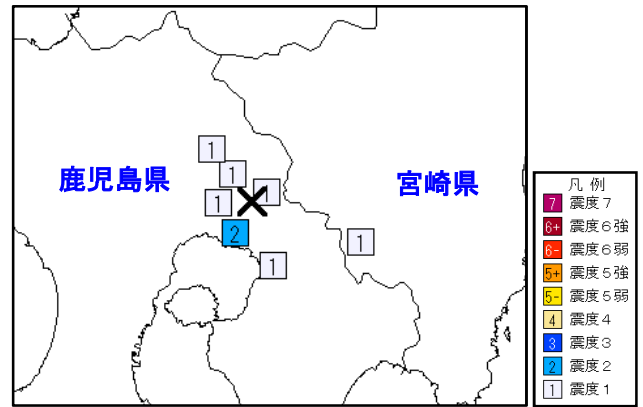 1
1
1
1
鹿児島県
宮崎県
2
1
1
凡 例
7 震度７
6+ 震度６強
6- 震度６弱
5+ 震度５強
5- 震度５弱
4 震度４
3 震度３
2 震度２
1 震度１